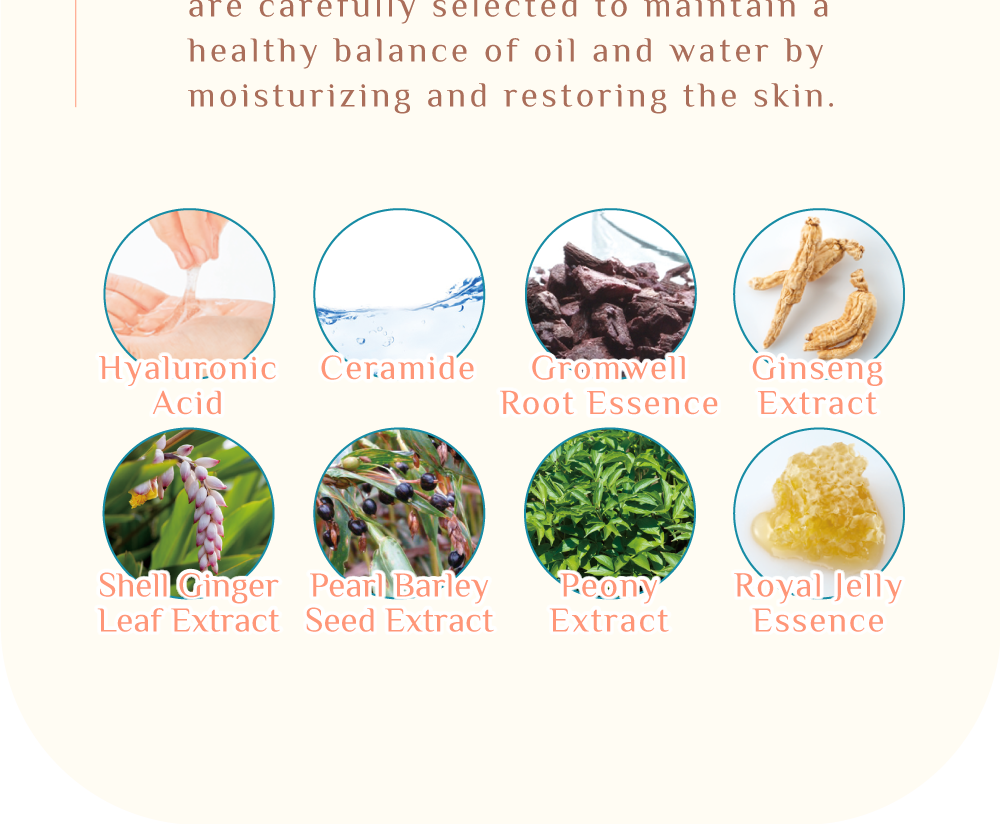 are carefully selected to maintain a
healthy balance of oil and water by
moisturizing and restoring the skin.
Hyaluronic
Acid
Ceramide
Gromwell
Root Essence
Ginseng
Extract
Shell Ginger
Leaf Extract
Pearl Barley
Seed Extract
Peony
Extract
Royal Jelly
Essence